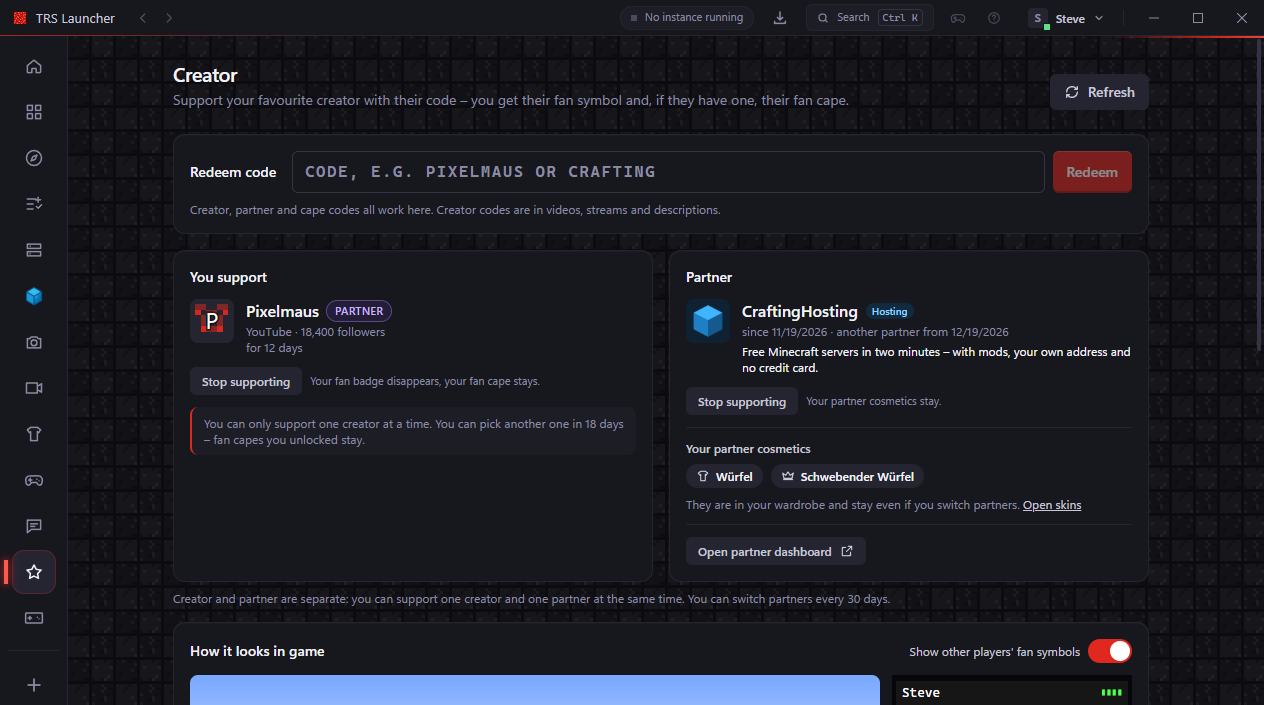 TRS Launcher
No instance running
Search Ctrl K
S Steve
Creator
Support your favourite creator with their code – you get their fan symbol and, if they have one, their fan cape.
Refresh
Redeem code
CODE, E.G. PIXELMAUS OR CRAFTING
Redeem
Creator, partner and cape codes all work here. Creator codes are in videos, streams and descriptions.
You support
P
Pixelmaus PARTNER
YouTube · 18,400 followers
for 12 days
Stop supporting
Your fan badge disappears, your fan cape stays.
You can only support one creator at a time. You can pick another one in 18 days
– fan capes you unlocked stay.
Partner
CraftingHosting Hosting
since 11/19/2026 · another partner from 12/19/2026
Free Minecraft servers in two minutes – with mods, your own address and
no credit card.
Stop supporting
Your partner cosmetics stay.
Your partner cosmetics
Würfel
Schwebender Würfel
They are in your wardrobe and stay even if you switch partners. Open skins
Open partner dashboard
Creator and partner are separate: you can support one creator and one partner at the same time. You can switch partners every 30 days.
How it looks in game
Show other players' fan symbols
Steve